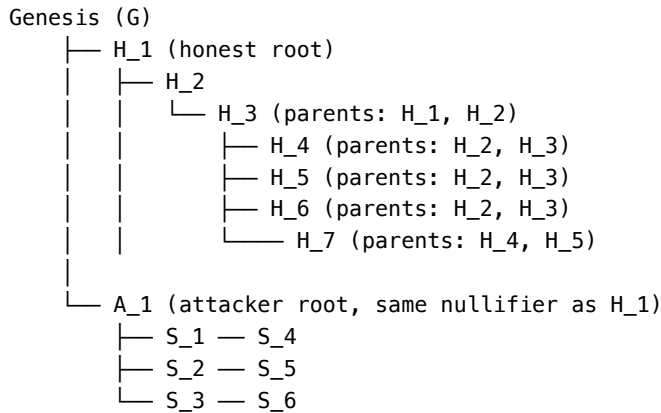 Genesis (G)
├── H_1 (honest root)
│ ├── H_2
│ │ └── H_3 (parents: H_1, H_2)
│ │ ├── H_4 (parents: H_2, H_3)
│ │ ├── H_5 (parents: H_2, H_3)
│ │ ├── H_6 (parents: H_2, H_3)
│ │ └──── H_7 (parents: H_4, H_5)
│
└── A_1 (attacker root, same nullifier as H_1)
├── S_1 — S_4
├── S_2 — S_5
└── S_3 — S_6